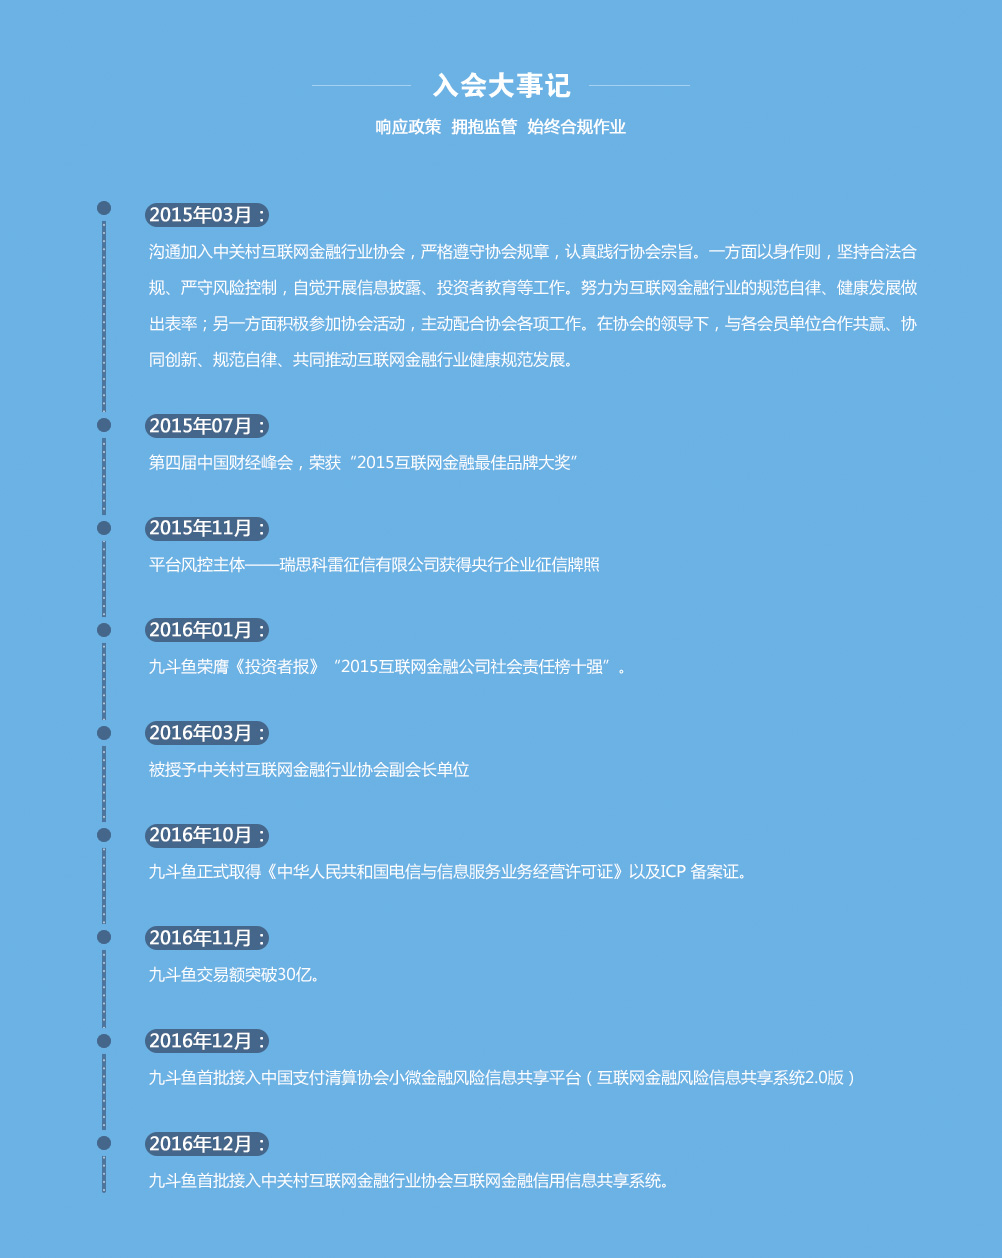 入会大事记
响应政策 拥抱监管 始终合规作业
2015年03月：
沟通加入中关村互联网金融行业协会，严格遵守协会规章，认真践行协会宗旨。一方面以身作则，坚持合法合
规、严守风险控制，自觉开展信息披露、投资者教育等工作。努力为互联网金融行业的规范自律、健康发展做
出表率；另一方面积极参加协会活动，主动配合协会各项工作。在协会的领导下，与各会员单位合作共赢、协
同创新、规范自律、共同推动互联网金融行业健康规范发展。
2015年07月：
第四届中国财经峰会，荣获“2015互联网金融最佳品牌大奖”
2015年11月：
平台风控主体——瑞思科雷征信有限公司获得央行企业征信牌照
2016年01月：
九斗鱼荣膺《投资者报》“2015互联网金融公司社会责任榜十强”。
2016年03月：
被授予中关村互联网金融行业协会副会长单位
2016年10月：
九斗鱼正式取得《中华人民共和国电信与信息服务业务经营许可证》以及ICP 备案证。
2016年11月：
九斗鱼交易额突破30亿。
2016年12月：
九斗鱼首批接入中国支付清算协会小微金融风险信息共享平台（互联网金融风险信息共享系统2.0版）
2016年12月：
九斗鱼首批接入中关村互联网金融行业协会互联网金融信用信息共享系统。